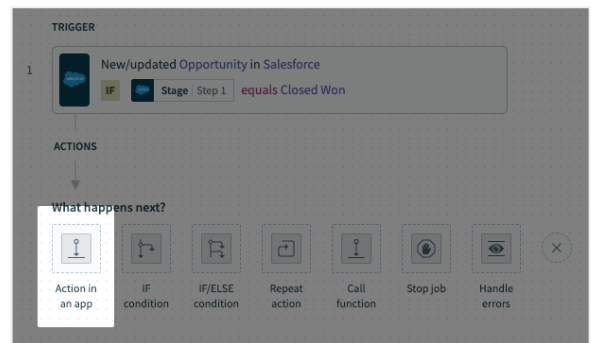 TRIGGER
1
New/updated Opportunity in Salesforce
IF Stage Step 1 equals Closed Won
ACTIONS
What happens next?
Action in an app
IF condition
IF/ELSE condition
Repeat action
Call function
Stop job
Handle errors